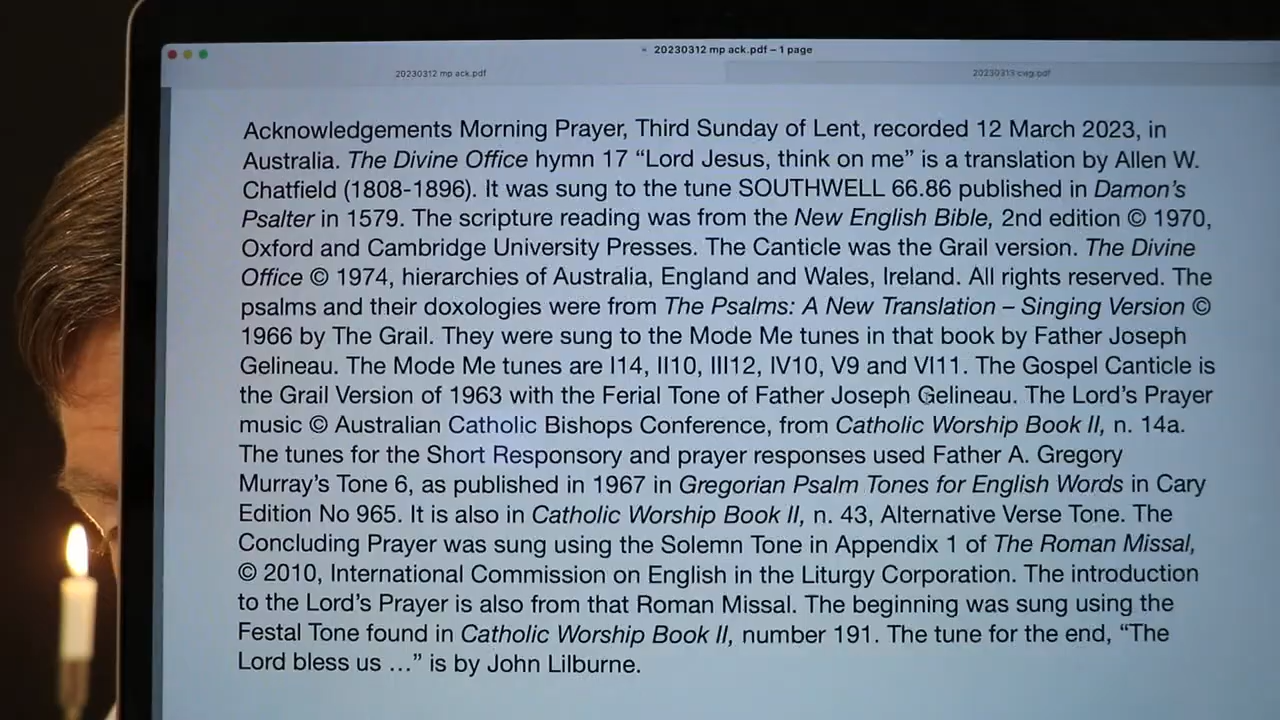 20230312 mp ack.pdf – 1 page
20230312 mp ack.pdf
20230313 cwg.pdf
Acknowledgements Morning Prayer, Third Sunday of Lent, recorded 12 March 2023, in
Australia. The Divine Office hymn 17 “Lord Jesus, think on me” is a translation by Allen W.
Chatfield (1808-1896). It was sung to the tune SOUTHWELL 66.86 published in Damon’s
Psalter in 1579. The scripture reading was from the New English Bible, 2nd edition © 1970,
Oxford and Cambridge University Presses. The Canticle was the Grail version. The Divine
Office © 1974, hierarchies of Australia, England and Wales, Ireland. All rights reserved. The
psalms and their doxologies were from The Psalms: A New Translation – Singing Version ©
1966 by The Grail. They were sung to the Mode Me tunes in that book by Father Joseph
Gelineau. The Mode Me tunes are I14, II10, III12, IV10, V9 and VI11. The Gospel Canticle is
the Grail Version of 1963 with the Ferial Tone of Father Joseph Gelineau. The Lord’s Prayer
music © Australian Catholic Bishops Conference, from Catholic Worship Book II, n. 14a.
The tunes for the Short Responsory and prayer responses used Father A. Gregory
Murray’s Tone 6, as published in 1967 in Gregorian Psalm Tones for English Words in Cary
Edition No 965. It is also in Catholic Worship Book II, n. 43, Alternative Verse Tone. The
Concluding Prayer was sung using the Solemn Tone in Appendix 1 of The Roman Missal,
© 2010, International Commission on English in the Liturgy Corporation. The introduction
to the Lord’s Prayer is also from that Roman Missal. The beginning was sung using the
Festal Tone found in Catholic Worship Book II, number 191. The tune for the end, “The
Lord bless us …” is by John Lilburne.